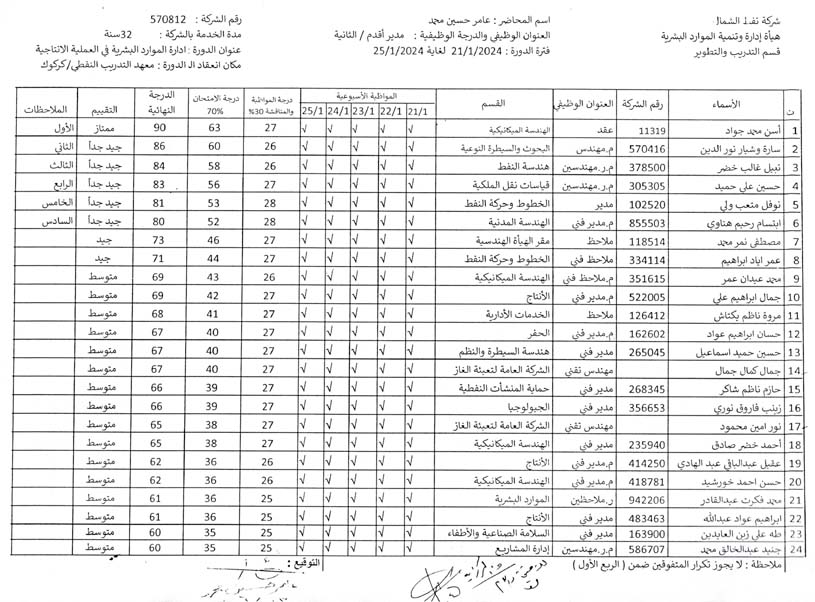 شركة نفط الشمال
هيأة إدارة وتنمية الموارد البشرية
قسم التدريب والتطوير
اسم المحاضر : عامر حسين محمد
العنوان الوظيفي والدرجة الوظيفية : مدير أقدم / الثانية
فترة الدورة : 21/1/2024 لغاية 25/1/2024
رقم الشركة : 570812
مدة الخدمة بالشركة : 32سنة
عنوان الدورة : ادارة الموارد البشرية في العملية الانتاجية
مكان انعقاد الدورة : معهد التدريب النفطي/كركوك
ت الأسماء رقم الشركة العنوان الوظيفي القسم المواظبة الأسبوعية 21/1 22/1 23/1 24/1 25/1 درجة المواظبة والمناقشة 30% درجة الامتحان 70% الدرجة النهائية التقييم الملاحظات
1 أسن محمد جواد 11319 عقد الهندسة الميكانيكية √ √ √ √ √ 27 63 90 ممتاز الأول
2 سارة وشيار نور الدين 570416 م.مهندس البحوث والسيطرة النوعية √ √ √ √ √ 26 60 86 جيد جداً الثاني
3 نبيل غالب خضر 378500 م.ر.مهندسين هندسة النفط √ √ √ √ √ 26 58 84 جيد جداً الثالث
4 حسين علي حميد 305305 م.ر.مهندسين قياسات نقل الملكية √ √ √ √ √ 27 56 83 جيد جداً الرابع
5 نوفل متعب ولي 102520 مدير الخطوط وحركة النفط √ √ √ √ √ 28 53 81 جيد جداً الخامس
6 ابتسام رحيم هناوي 855503 م.مدير فني الهندسة المدنية √ √ √ √ √ 28 52 80 جيد جداً السادس
7 مصطفى نمر محمد 118514 ملاحظ مقر الهيأة الهندسية √ √ √ √ √ 27 46 73 جيد
8 عمر اياد ابراهيم 334114 ملاحظ فني الخطوط وحركة النفط √ √ √ √ √ 27 44 71 جيد
9 محمد عبدان عمر 351615 م.ملاحظ فني الهندسة الميكانيكية √ √ √ √ √ 26 43 69 متوسط
10 جمال ابراهيم علي 522005 م.مدير فني الأنتاج √ √ √ √ √ 27 42 69 متوسط
11 مروة ناظم يكتاش 126412 ملاحظ الخدمات الأدارية √ √ √ √ √ 27 41 68 متوسط
12 حسان ابراهيم عواد 162602 م.مدير فني الحفر √ √ √ √ √ 27 40 67 متوسط
13 حسين حميد اسماعيل 265045 مدير فني هندسة السيطرة والنظم √ √ √ √ √ 27 40 67 متوسط
14 جمال كمال جمال مهندس تقني الشركة العامة لتعبئة الغاز √ √ √ √ √ 27 40 67 متوسط
15 حازم ناظم شاكر 268345 مدير فني حماية المنشأت النفطية √ √ √ √ √ 27 39 66 متوسط
16 زينب فاروق نوري 356653 مدير فني الجيولوجيا √ √ √ √ √ 27 39 66 متوسط
17 نور امين محمود مهندس تقني الشركة العامة لتعبئة الغاز √ √ √ √ √ 27 38 65 متوسط
18 أحمد خضر صادق 235940 مدير فني الهندسة الميكانيكية √ √ √ √ √ 27 38 65 متوسط
19 عقيل عبدالباقي عبد الهادي 414250 م.مدير فني الأنتاج √ √ √ √ √ 26 36 62 متوسط
20 حسن احمد خورشيد 418781 م.مدير فني الهندسة الميكانيكية √ √ √ √ √ 26 36 62 متوسط
21 محمد فكرت عبدالقادر 942206 ر.ملاحظين الموارد البشرية √ √ √ √ √ 25 36 61 متوسط
22 ابراهيم عواد عبدالله 483463 م.مدير فني الأنتاج √ √ √ √ √ 25 36 61 متوسط
23 طه علي زين العابدين 163900 مدير فني السلامة الصناعية والأطفاء √ √ √ √ √ 25 35 60 متوسط
24 جنيد عبدالخالق محمد 586707 م.ر.مهندسين إدارة المشاريع √ √ √ √ √ 25 35 60 متوسط
ملاحظة : لا يجوز تكرار المتفوقين ضمن ( الربع الأول )
التوقيع :